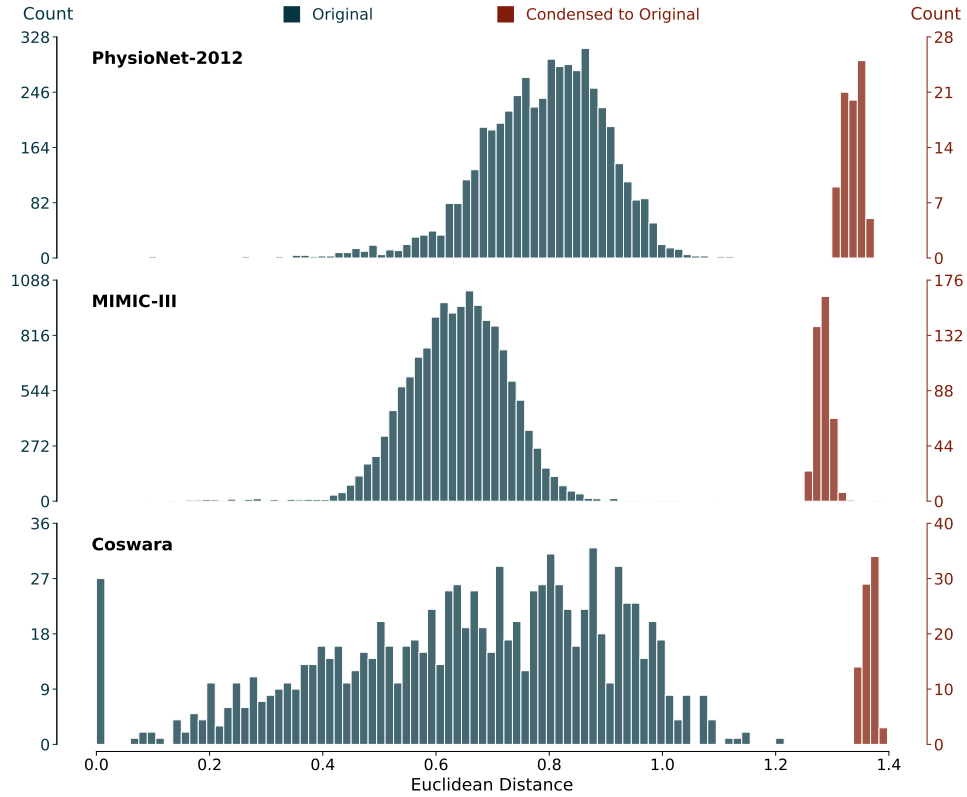 Count Original Condensed to Original Count
328 28
PhysioNet-2012
246 21
164 14
82 7
0 0
1088 176
MIMIC-III
816 132
544 88
272 44
0 0
36 40
Coswara
27 30
18 20
9 10
0 0
0.0 0.2 0.4 0.6 0.8 1.0 1.2 1.4
Euclidean Distance